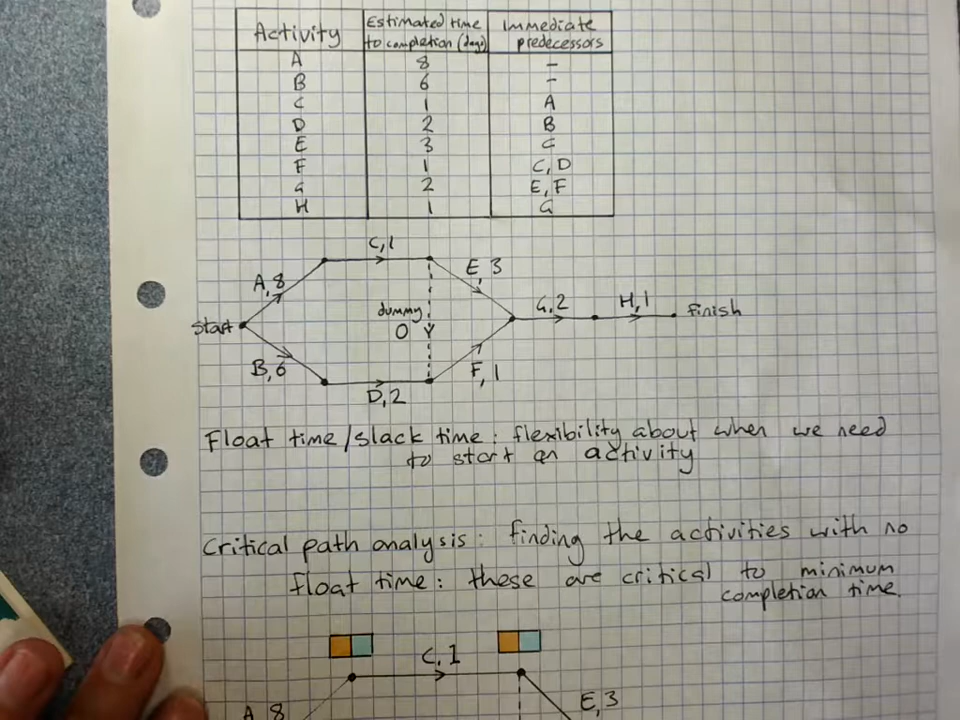 Activity Estimated time to completion (days) Immediate predecessors
A 8 -
B 6 -
C 1 A
D 2 B
E 3 C
F 1 C, D
G 2 E, F
H 1 G
C, 1
A, 8
E, 3
dummy
0
G, 2
H, 1
Start
Finish
B, 6
F, 1
D, 2
Float time/slack time: flexibility about when we need
to start an activity
Critical path analysis: finding the activities with no
float time: these are critical to minimum
completion time.
C, 1
A, 8
E, 3